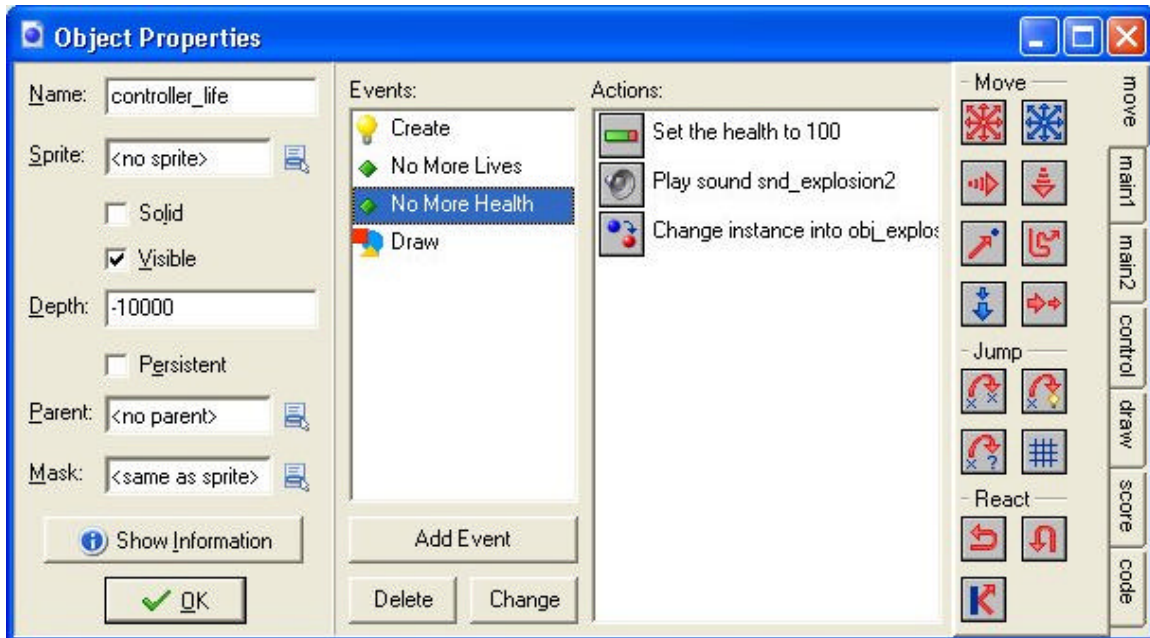 Object Properties
Name: controller_life
Sprite: <no sprite>
Solid
Visible
Depth: -10000
Persistent
Parent: <no parent>
Mask: <same as sprite>
Show Information
OK
Events:
Create
No More Lives
No More Health
Draw
Add Event
Delete Change
Actions:
Set the health to 100
Play sound snd_explosion2
Change instance into obj_explos
Move
Jump
React
move
main1
main2
control
draw
score
code